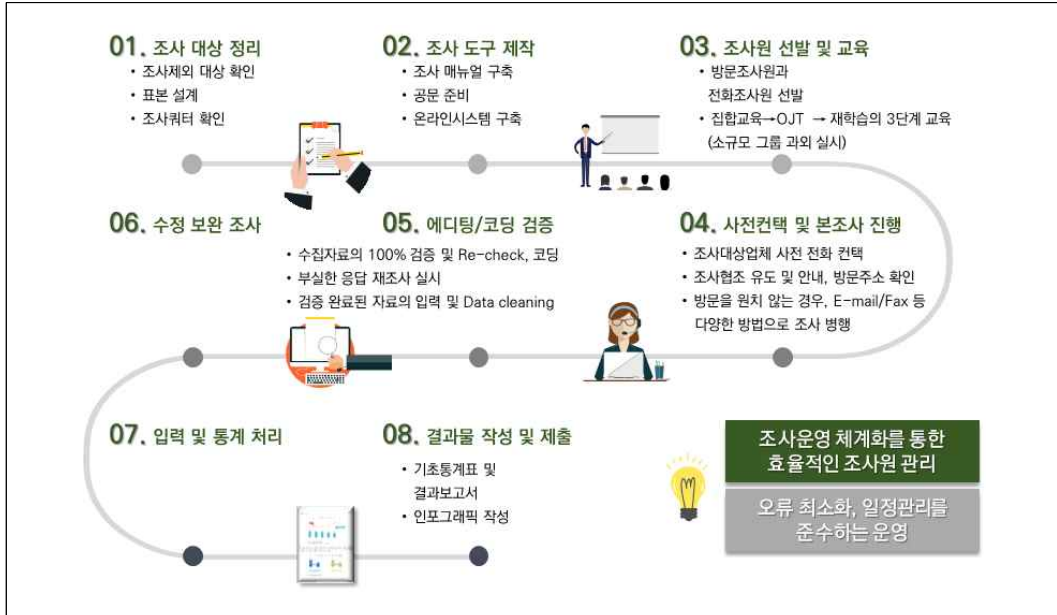 01. 조사 대상 정리
• 조사제외 대상 확인
• 표본 설계
• 조사쿼터 확인
02. 조사 도구 제작
• 조사 매뉴얼 구축
• 공문 준비
• 온라인시스템 구축
03. 조사원 선발 및 교육
• 방문조사원과
전화조사원 선발
• 집합교육→OJT → 재학습의 3단계 교육
(소규모 그룹 과외 실시)
04. 사전컨택 및 본조사 진행
• 조사대상업체 사전 전화 컨택
• 조사협조 유도 및 안내, 방문주소 확인
• 방문을 원치 않는 경우, E-mail/Fax 등
다양한 방법으로 조사 병행
05. 에디팅/코딩 검증
• 수집자료의 100% 검증 및 Re-check, 코딩
• 부실한 응답 재조사 실시
• 검증 완료된 자료의 입력 및 Data cleaning
06. 수정 보완 조사
07. 입력 및 통계 처리
08. 결과물 작성 및 제출
• 기초통계표 및
결과보고서
• 인포그래픽 작성
조사운영 체계화를 통한
효율적인 조사원 관리
오류 최소화, 일정관리를
준수하는 운영